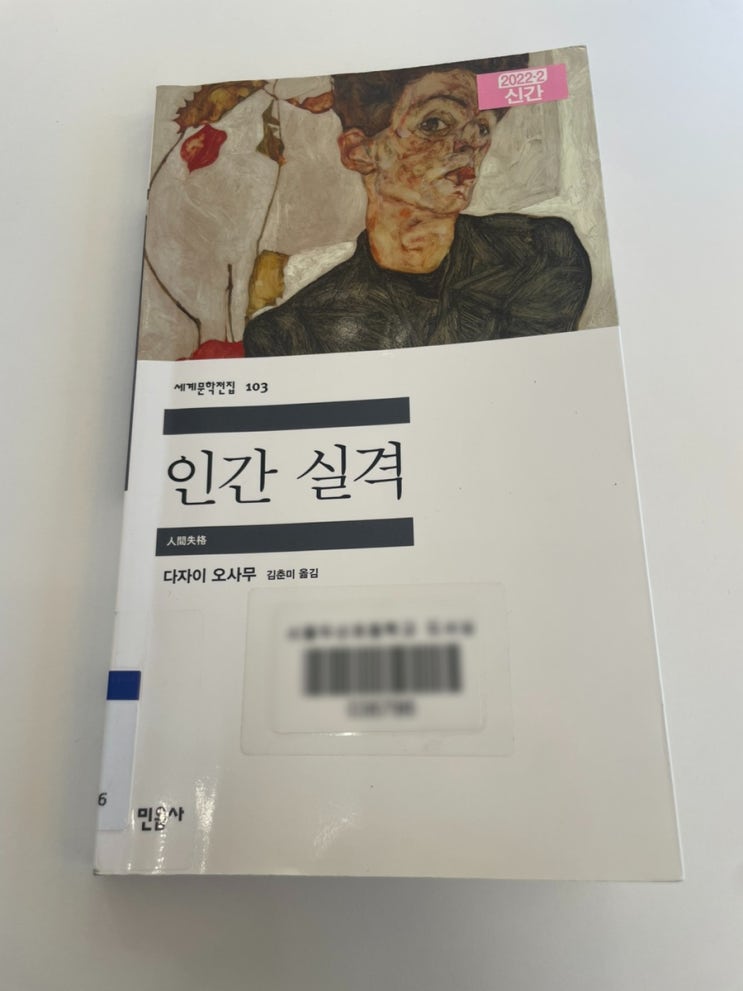 2022-2
신간
세계문학전집 103
인간 실격
人間失格
다자이 오사무 김춘미 옮김
6
민음사